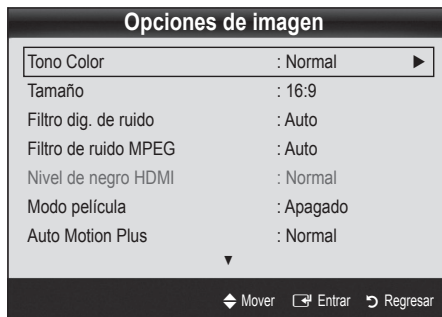 Opciones de imagen
Tono Color : Normal ►
Tamaño : 16:9
Filtro dig. de ruido : Auto
Filtro de ruido MPEG : Auto
Nivel de negro HDMI : Normal
Modo película : Apagado
Auto Motion Plus : Normal
▼
Mover Entrar Regresar